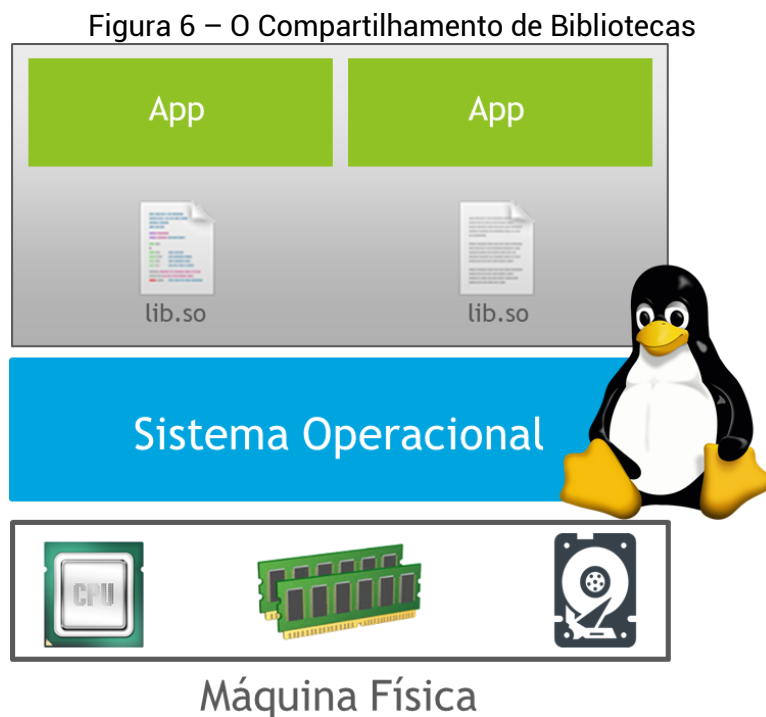 Figura 6 – O Compartilhamento de Bibliotecas
App App
lib.so lib.so
Sistema Operacional
CPU
Máquina Física